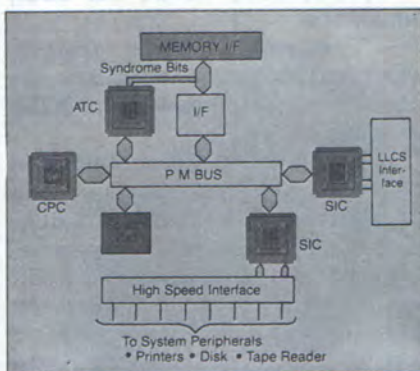 MEMORY I/F
Syndrome Bits
ATC
I/F
P M BUS
LLCS
Inter-
face
CPC
SIC
SIC
High Speed Interface
To System Peripherals
• Printers • Disk • Tape Reader